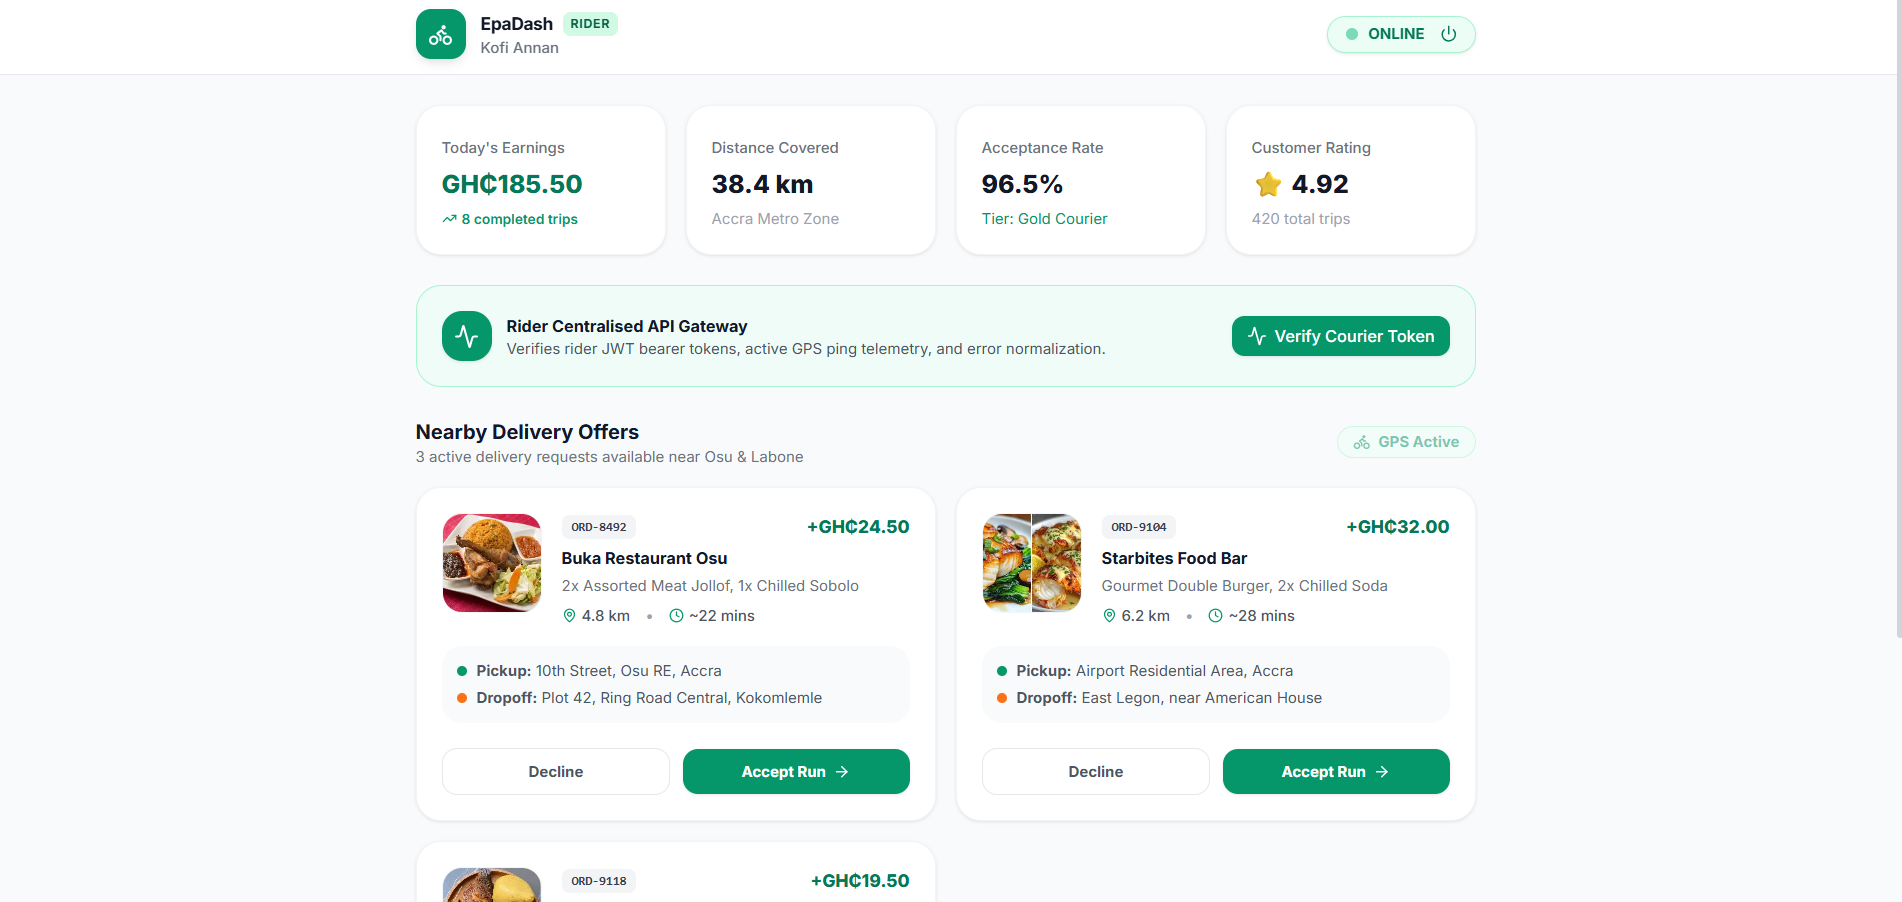 EpaDash RIDER
Kofi Annan
ONLINE
Today's Earnings
GH₵185.50
8 completed trips
Distance Covered
38.4 km
Accra Metro Zone
Acceptance Rate
96.5%
Tier: Gold Courier
Customer Rating
4.92
420 total trips
Rider Centralised API Gateway
Verifies rider JWT bearer tokens, active GPS ping telemetry, and error normalization.
Verify Courier Token
Nearby Delivery Offers
3 active delivery requests available near Osu & Labone
GPS Active
ORD-8492
+GH₵24.50
Buka Restaurant Osu
2x Assorted Meat Jollof, 1x Chilled Sobolo
4.8 km • ~22 mins
Pickup: 10th Street, Osu RE, Accra
Dropoff: Plot 42, Ring Road Central, Kokomlemle
Decline
Accept Run →
ORD-9104
+GH₵32.00
Starbites Food Bar
Gourmet Double Burger, 2x Chilled Soda
6.2 km • ~28 mins
Pickup: Airport Residential Area, Accra
Dropoff: East Legon, near American House
Decline
Accept Run →
ORD-9118
+GH₵19.50